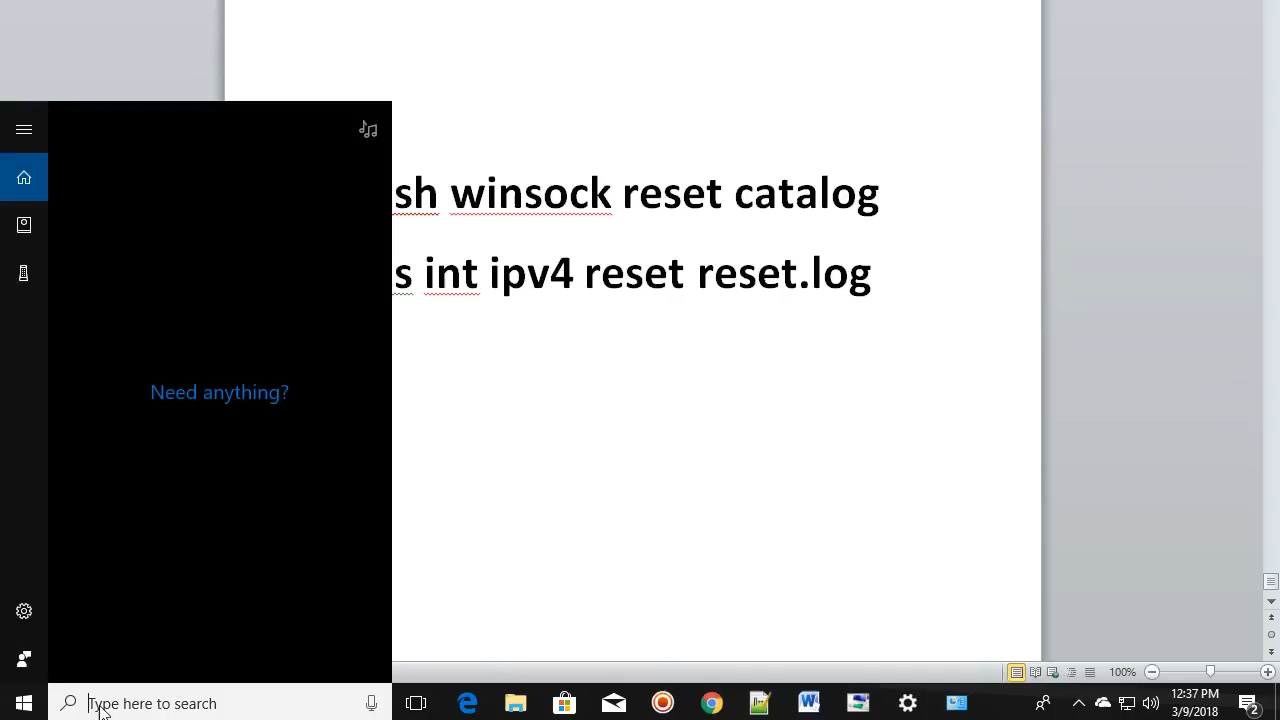 sh winsock reset catalog
s int ipv4 reset reset.log
Need anything?
100%
Type here to search
12:37 PM
3/9/2018
2